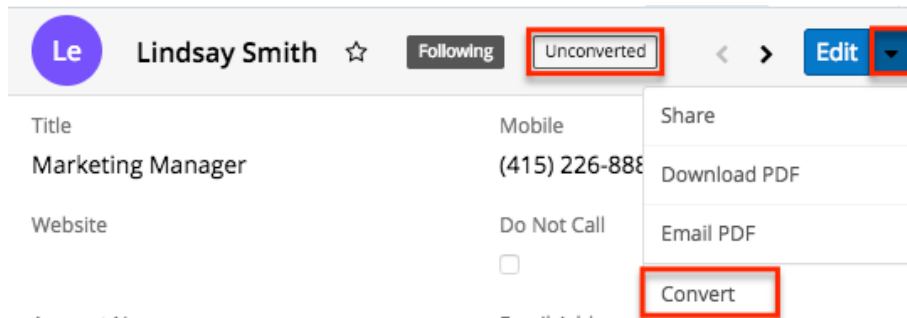 Le Lindsay Smith Following Unconverted Edit
Share
Title Mobile
Marketing Manager (415) 226-888
Download PDF
Website Do Not Call
Email PDF
Convert